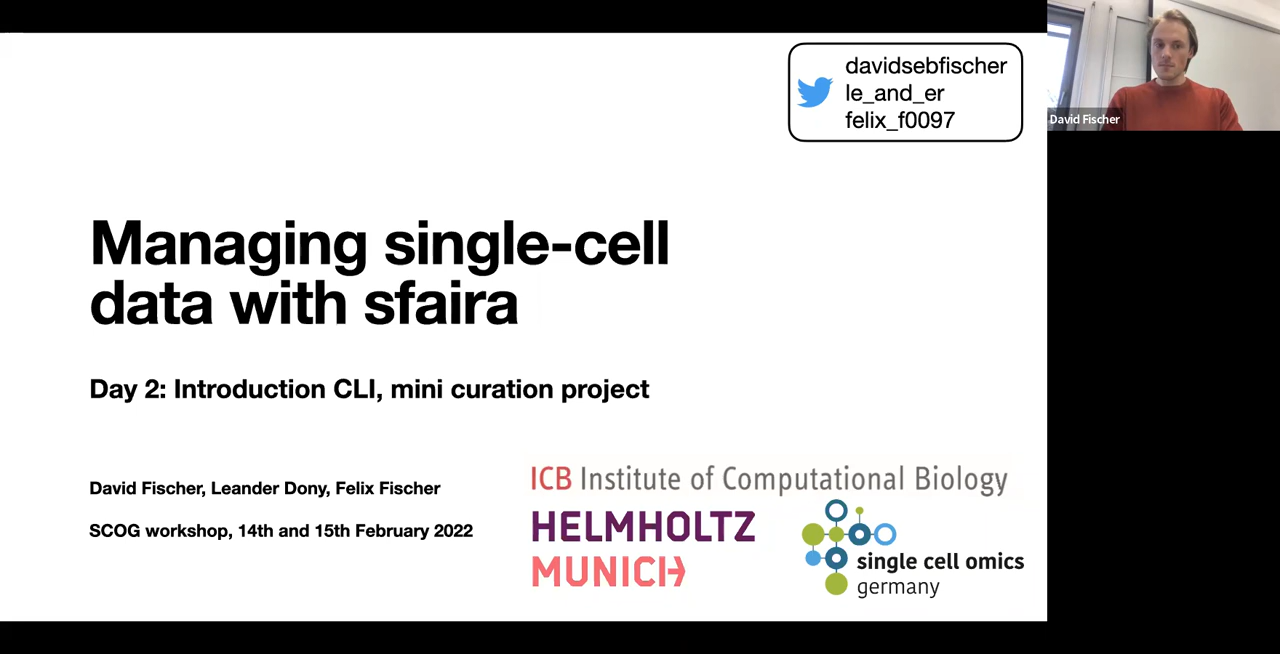 davidsebfischer
le_and_er
felix_f0097
David Fischer
Managing single-cell
data with sfaira
Day 2: Introduction CLI, mini curation project
David Fischer, Leander Dony, Felix Fischer
SCOG workshop, 14th and 15th February 2022
ICB Institute of Computational Biology
HELMHOLTZ
MUNICH
single cell omics
germany